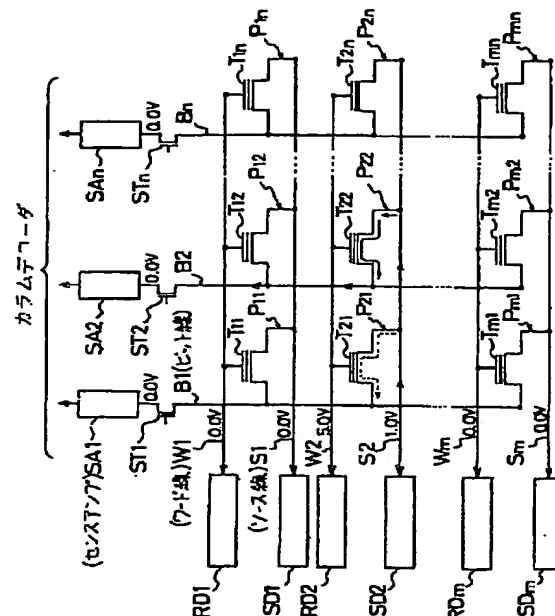 カラムデコーダ
SA1(センスアンプ) SA2 SAn
0.0V 0.0V 0.0V
ST1 ST2 STn
B1(ビット線) B2 Bn
(ワード線)W1 0.0V T11 T12 T1n
RD1 P11 P12 P1n
(ソース線)S1 0.0V
SD1
W2 5.0V T21 T22 T2n
RD2 P21 P22 P2n
S2 1.0V
SD2
Wm 0.0V Tm1 Tm2 Tmn
RDm Pm1 Pm2 Pmn
Sm 0.0V
SDm